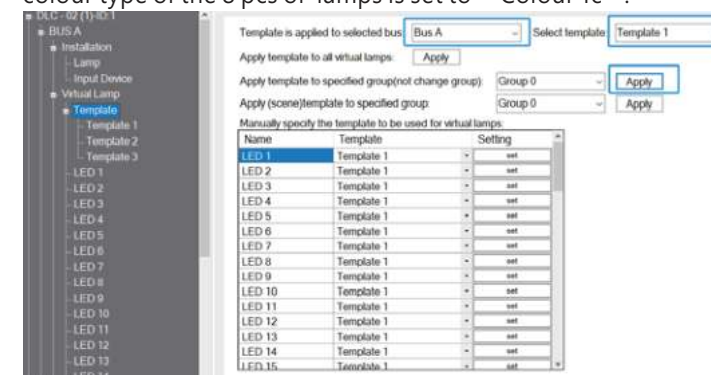 colour type of the 8 pcs of lamps is set to "Colour Tc".
DLC - 02 (1)-ID:1
BUS A
Installation
Lamp
Input Device
Virtual Lamp
Template
Template 1
Template 2
Template 3
LED 1
LED 2
LED 3
LED 4
LED 5
LED 6
LED 7
LED 8
LED 9
LED 10
LED 11
LED 12
LED 13
Template is applied to selected bus: Bus A Select template: Template 1
Apply template to all virtual lamps: Apply
Apply template to specified group(not change group): Group 0 Apply
Apply (scene)template to specified group: Group 0 Apply
Manually specify the template to be used for virtual lamps:
Name Template Setting
LED 1 Template 1 set
LED 2 Template 1 set
LED 3 Template 1 set
LED 4 Template 1 set
LED 5 Template 1 set
LED 6 Template 1 set
LED 7 Template 1 set
LED 8 Template 1 set
LED 9 Template 1 set
LED 10 Template 1 set
LED 11 Template 1 set
LED 12 Template 1 set
LED 13 Template 1 set
LED 14 Template 1 set
LED 15 Template 1 set